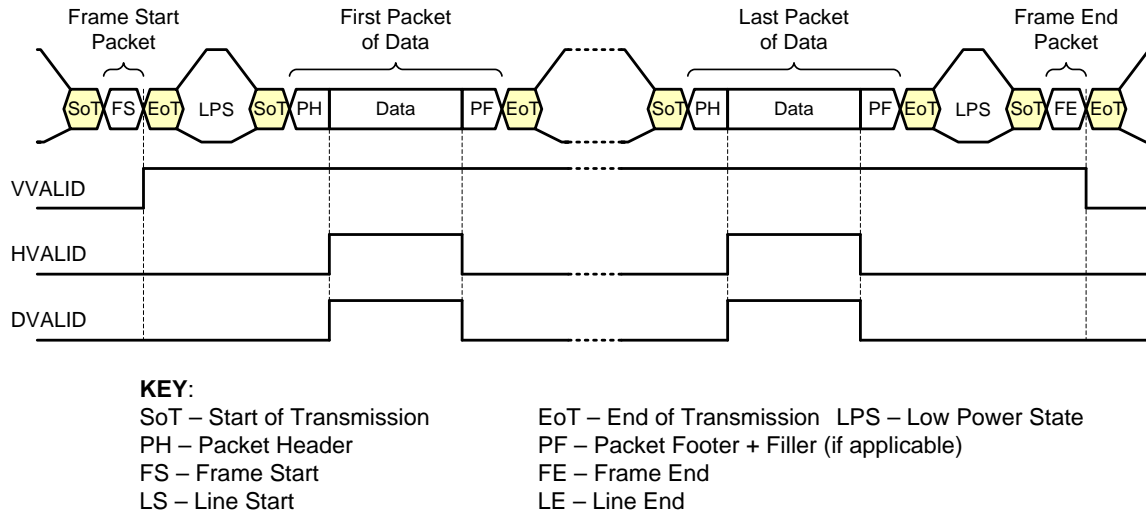 Frame Start
Packet
First Packet
of Data
Last Packet
of Data
Frame End
Packet
SoT FS EoT LPS SoT PH Data PF EoT SoT PH Data PF EoT LPS SoT FE EoT
VVALID
HVALID
DVALID
KEY:
SoT – Start of Transmission EoT – End of Transmission LPS – Low Power State
PH – Packet Header PF – Packet Footer + Filler (if applicable)
FS – Frame Start FE – Frame End
LS – Line Start LE – Line End